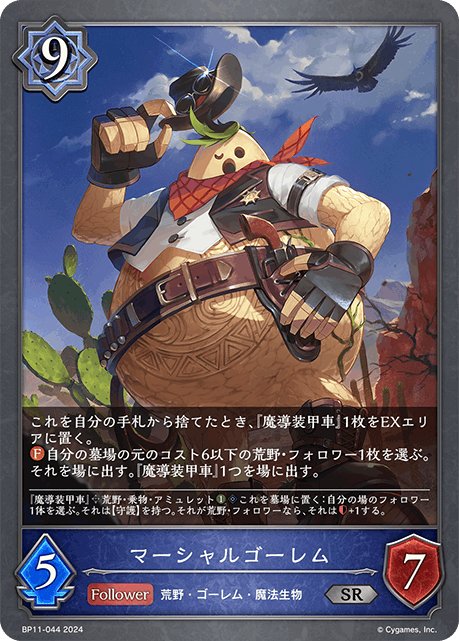 9
これを自分の手札から捨てたとき、『魔導装甲車』1枚をEXエリ
アに置く。
F 自分の墓場の元のコスト6以下の荒野・フォロワー1枚を選ぶ。
それを場に出す。『魔導装甲車』1つを場に出す。
『魔導装甲車』÷荒野・乗物・アミュレット① これを墓場に置く：自分の場のフォロワー
1体を選ぶ。それは【守護】を持つ。それが荒野・フォロワーなら、それは+1する。
マーシャルゴーレム
5
Follower 荒野・ゴーレム・魔法生物 SR
7
BP11-044 2024 © Cygames, Inc.